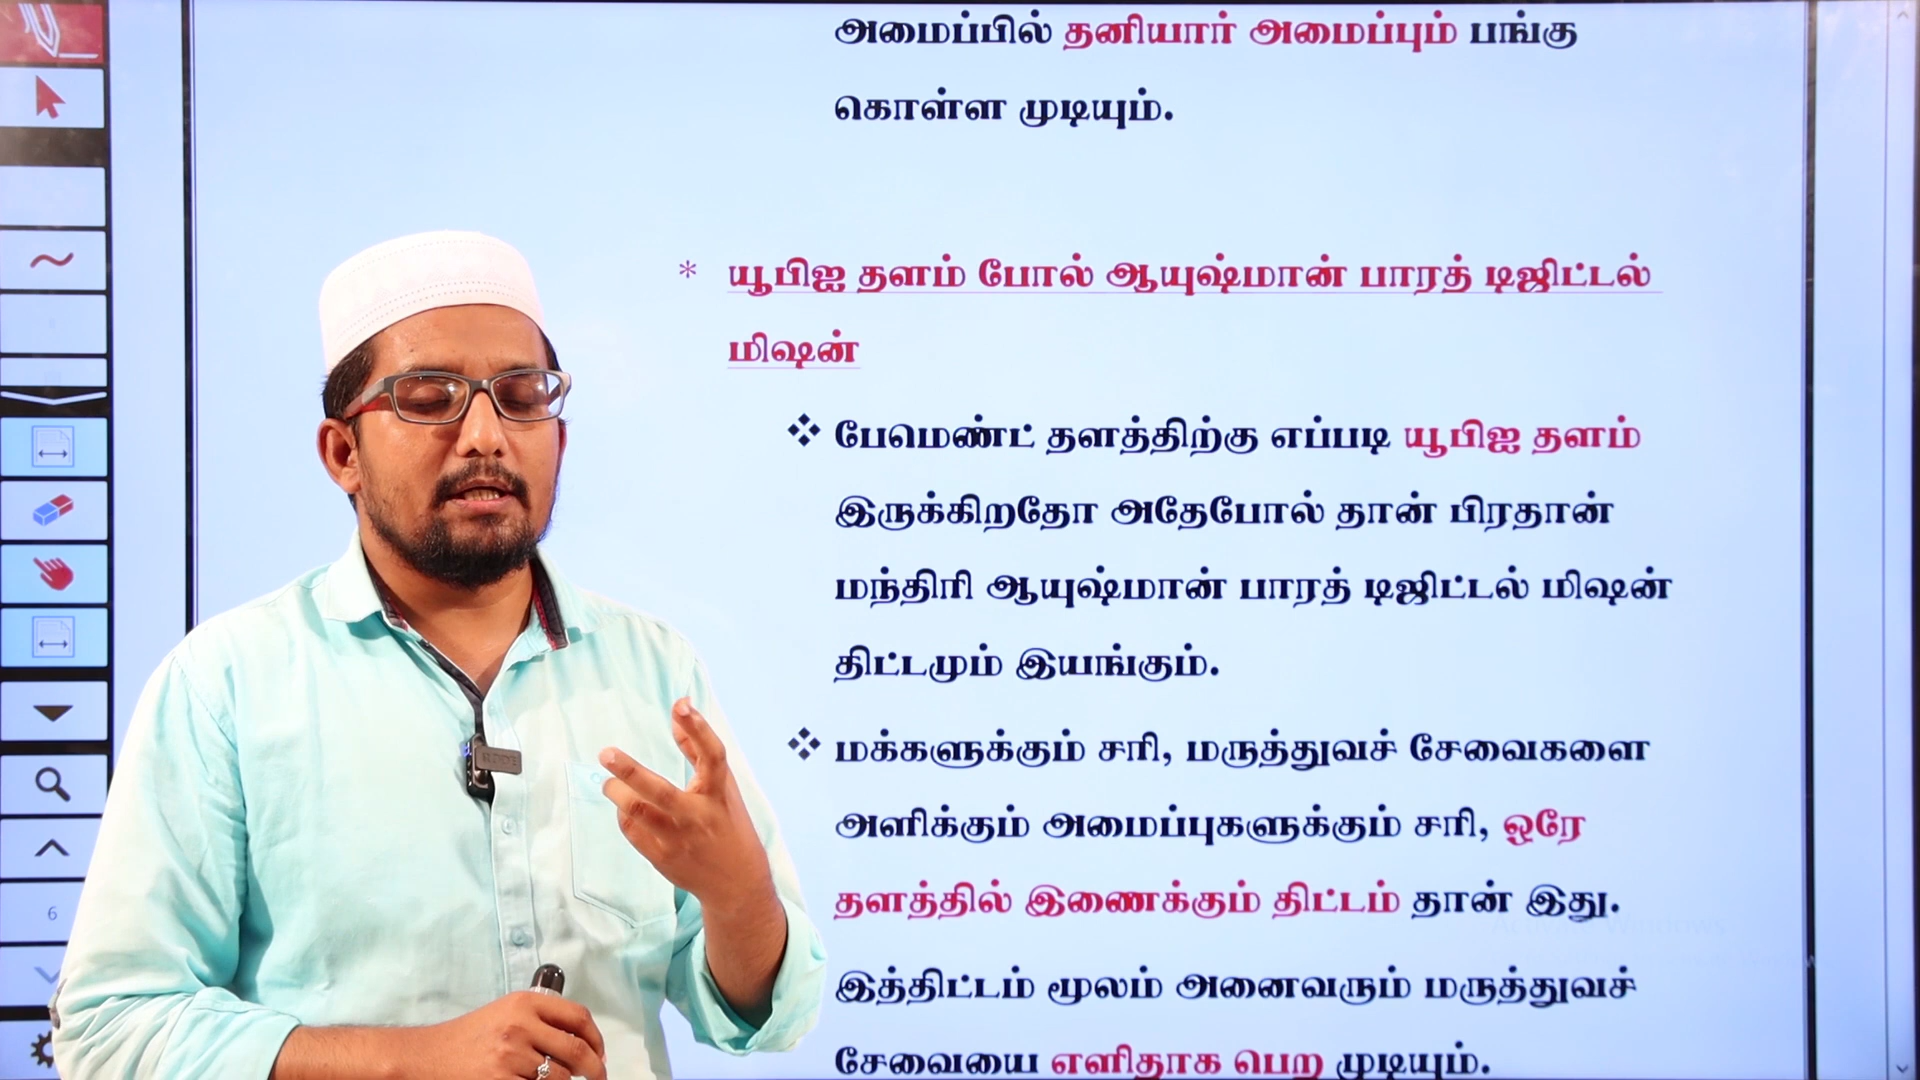 அமைப்பில் தனியார் அமைப்பும் பங்கு
கொள்ள முடியும்.
* யூபிஐ தளம் போல் ஆயுஷ்மான் பாரத் டிஜிட்டல்
மிஷன்
❖ பேமெண்ட் தளத்திற்கு எப்படி யூபிஐ தளம்
இருக்கிறதோ அதேபோல் தான் பிரதான்
மந்திரி ஆயுஷ்மான் பாரத் டிஜிட்டல் மிஷன்
திட்டமும் இயங்கும்.
❖ மக்களுக்கும் சரி, மருத்துவச் சேவைகளை
அளிக்கும் அமைப்புகளுக்கும் சரி, ஒரே
தளத்தில் இணைக்கும் திட்டம் தான் இது.
இத்திட்டம் மூலம் அனைவரும் மருத்துவச்
சேவையை எளிதாக பெற முடியும்.
6